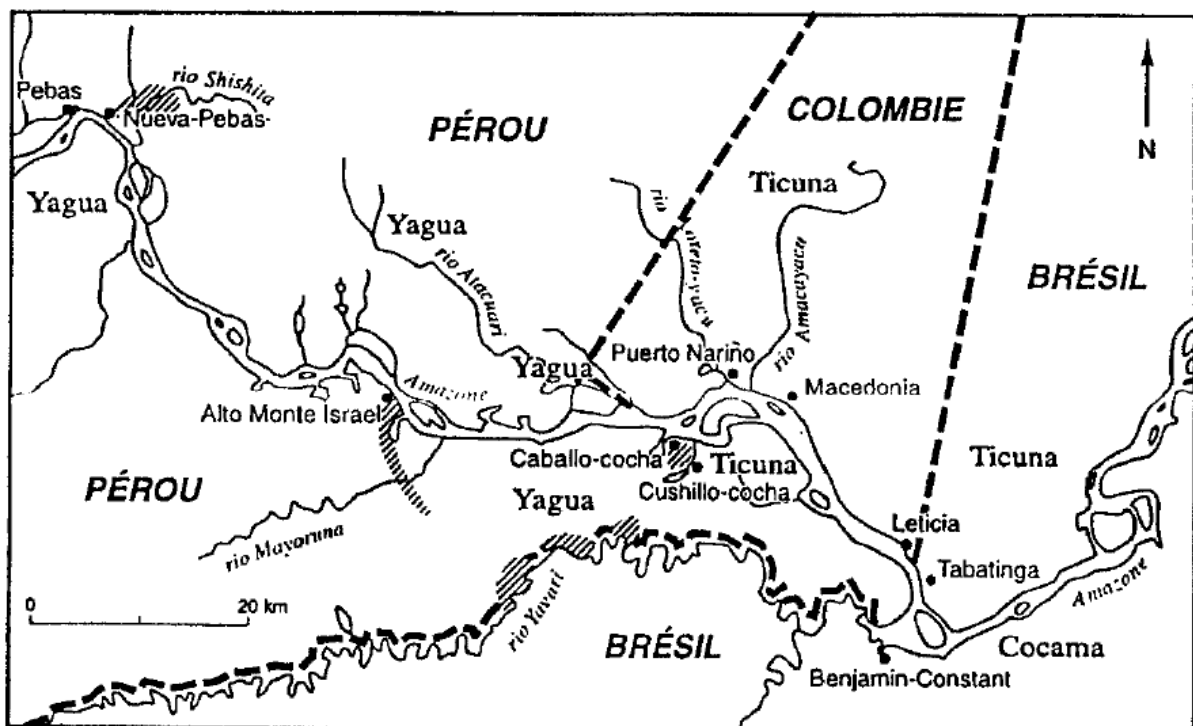 Pebas
rio Shishita
Nueva-Pebas
PÉROU
COLOMBIE
N
Yagua
Yagua
Ticuna
rio
rio Atacuari
rio Amacuyacu
BRÉSIL
Puerto Nariño
Yagua
Macedonia
Amazone
Alto Monte Israel
Caballo-cocha
Ticuna
Cushillo-cocha
Ticuna
PÉROU
Yagua
Leticia
rio Mayoruna
Tabatinga
Amazone
0 20 km
rio Yavari
BRÉSIL
Cocama
Benjamin-Constant